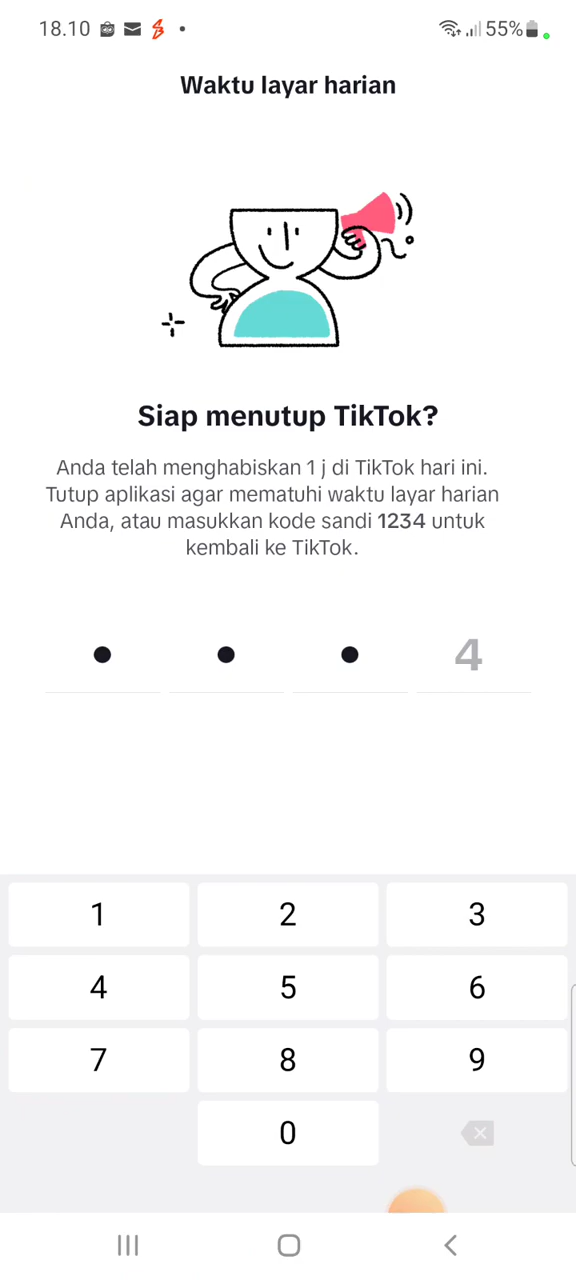 18.10 55%
Waktu layar harian
Siap menutup TikTok?
Anda telah menghabiskan 1 j di TikTok hari ini.
Tutup aplikasi agar mematuhi waktu layar harian
Anda, atau masukkan kode sandi 1234 untuk
kembali ke TikTok.
4
1 2 3
4 5 6
7 8 9
0